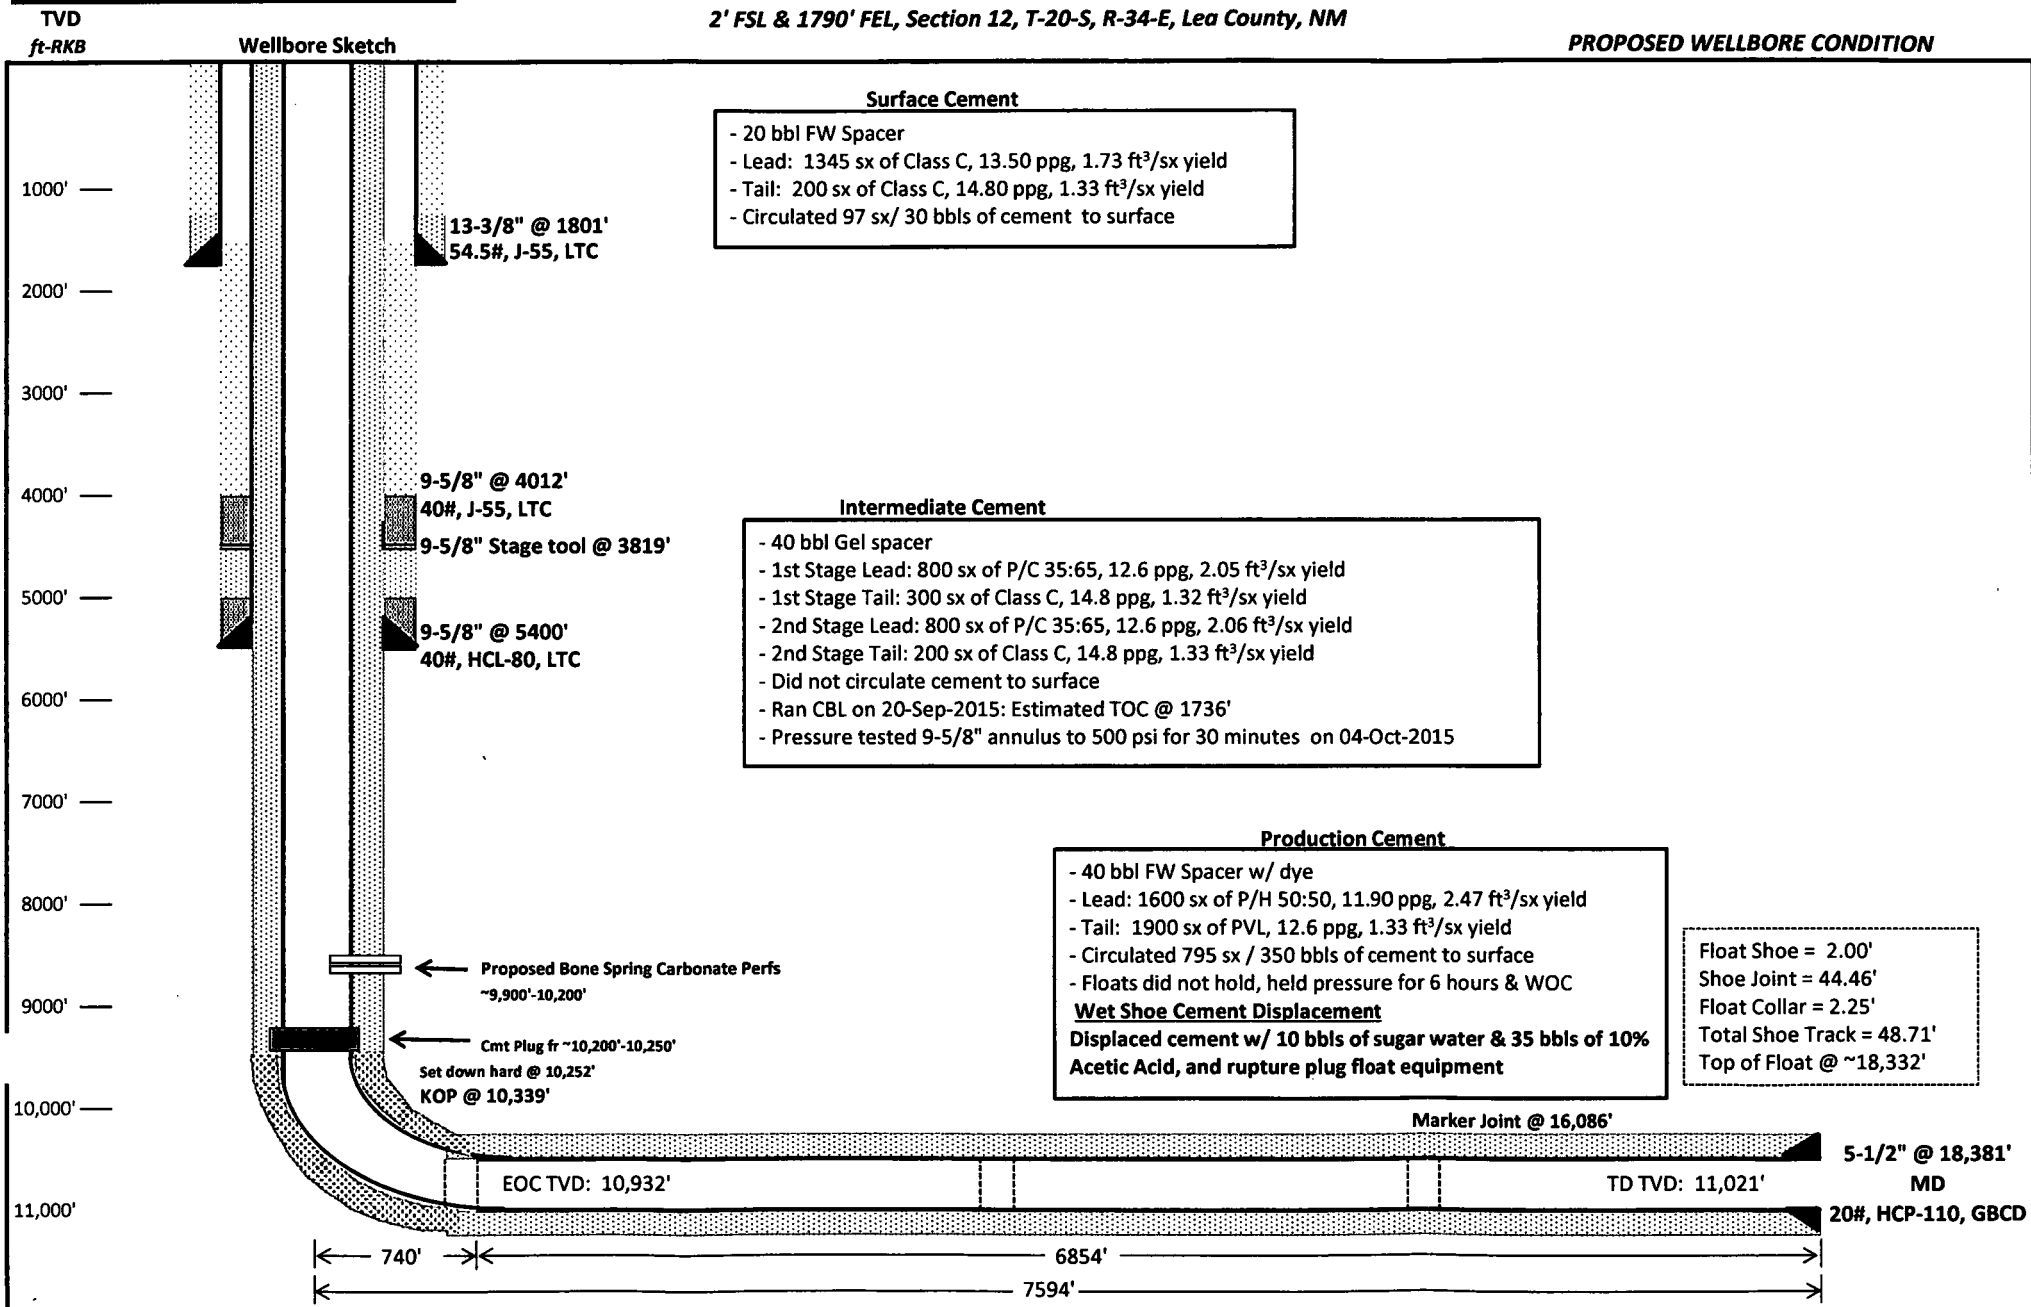 2' FSL & 1790' FEL, Section 12, T-20-S, R-34-E, Lea County, NM
TVD
ft-RKB
Wellbore Sketch
PROPOSED WELLBORE CONDITION
Surface Cement
- 20 bbl FW Spacer
- Lead: 1345 sx of Class C, 13.50 ppg, 1.73 ft³/sx yield
- Tail: 200 sx of Class C, 14.80 ppg, 1.33 ft³/sx yield
- Circulated 97 sx/ 30 bbls of cement to surface
1000'
13-3/8" @ 1801'
54.5#, J-55, LTC
2000'
3000'
4000'
9-5/8" @ 4012'
40#, J-55, LTC
9-5/8" Stage tool @ 3819'
5000'
9-5/8" @ 5400'
40#, HCL-80, LTC
Intermediate Cement
- 40 bbl Gel spacer
- 1st Stage Lead: 800 sx of P/C 35:65, 12.6 ppg, 2.05 ft³/sx yield
- 1st Stage Tail: 300 sx of Class C, 14.8 ppg, 1.32 ft³/sx yield
- 2nd Stage Lead: 800 sx of P/C 35:65, 12.6 ppg, 2.06 ft³/sx yield
- 2nd Stage Tail: 200 sx of Class C, 14.8 ppg, 1.33 ft³/sx yield
- Did not circulate cement to surface
- Ran CBL on 20-Sep-2015: Estimated TOC @ 1736'
- Pressure tested 9-5/8" annulus to 500 psi for 30 minutes on 04-Oct-2015
6000'
7000'
8000'
Production Cement
- 40 bbl FW Spacer w/ dye
- Lead: 1600 sx of P/H 50:50, 11.90 ppg, 2.47 ft³/sx yield
- Tail: 1900 sx of PVL, 12.6 ppg, 1.33 ft³/sx yield
- Circulated 795 sx / 350 bbls of cement to surface
- Floats did not hold, held pressure for 6 hours & WOC
Wet Shoe Cement Displacement
Displaced cement w/ 10 bbls of sugar water & 35 bbls of 10%
Acetic Acid, and rupture plug float equipment
Float Shoe = 2.00'
Shoe Joint = 44.46'
Float Collar = 2.25'
Total Shoe Track = 48.71'
Top of Float @ ~18,332'
Proposed Bone Spring Carbonate Perfs
~9,900'-10,200'
9000'
Cmt Plug fr ~10,200'-10,250'
Set down hard @ 10,252'
KOP @ 10,339'
10,000'
Marker Joint @ 16,086'
5-1/2" @ 18,381'
MD
20#, HCP-110, GBCD
EOC TVD: 10,932'
TD TVD: 11,021'
11,000'
740'
6854'
7594'